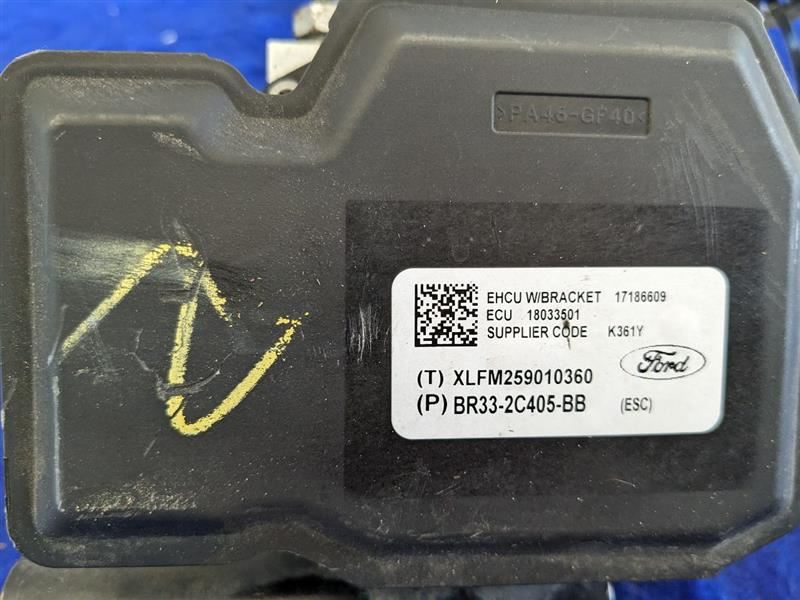 >PA46-GF40<
EHCU W/BRACKET 17186609
ECU 18033501
SUPPLIER CODE K361Y
Ford
(T) XLFM259010360
(P) BR33-2C405-BB (ESC)